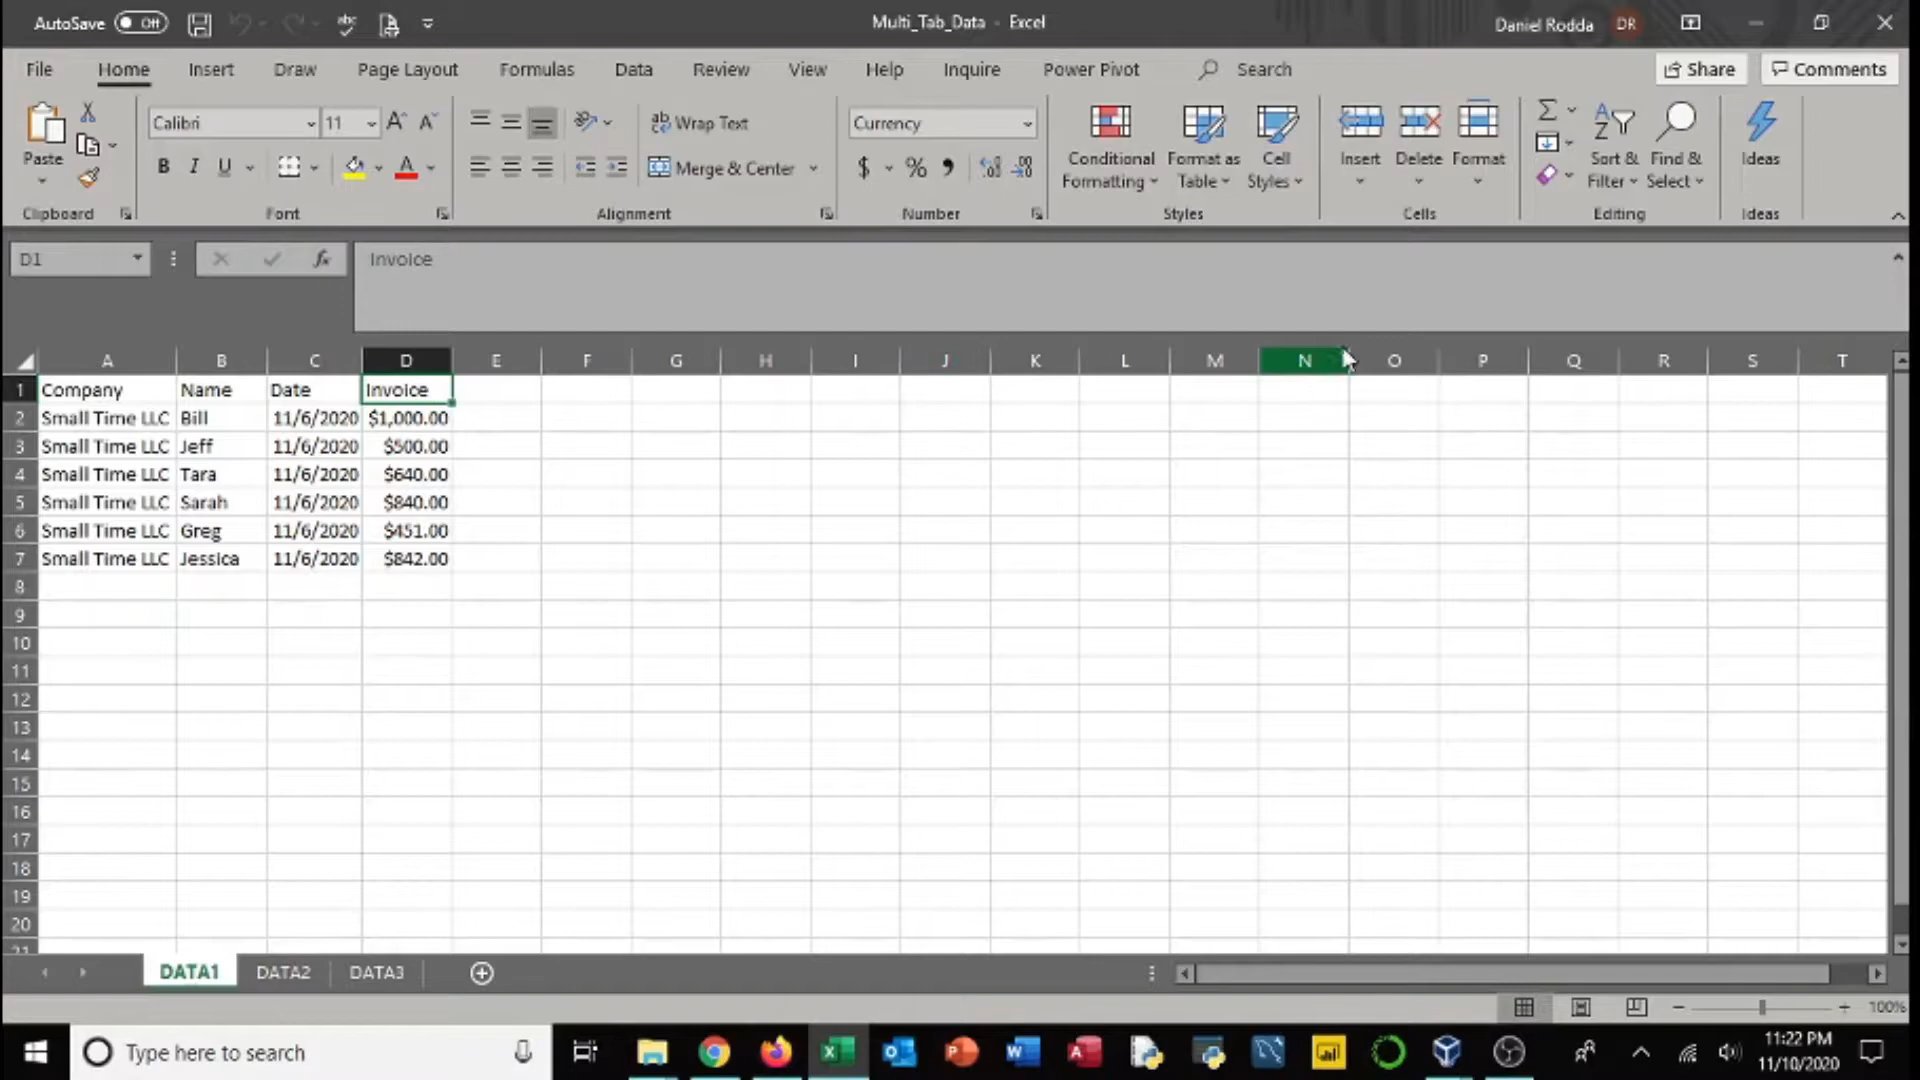 AutoSave Off Multi_Tab_Data - Excel Daniel Rodda DR
File Home Insert Draw Page Layout Formulas Data Review View Help Inquire Power Pivot Search Share Comments
Paste Calibri 11 A A ab Wrap Text Currency Conditional Formatting Format as Table Cell Styles Insert Delete Format Sort & Filter Find & Select Ideas
B I U A Merge & Center $ % ,
Clipboard Font Alignment Number Styles Cells Editing Ideas
D1 fx Invoice
A B C D E F G H I J K L M N O P Q R S T
1 Company Name Date Invoice
2 Small Time LLC Bill 11/6/2020 $1,000.00
3 Small Time LLC Jeff 11/6/2020 $500.00
4 Small Time LLC Tara 11/6/2020 $640.00
5 Small Time LLC Sarah 11/6/2020 $840.00
6 Small Time LLC Greg 11/6/2020 $451.00
7 Small Time LLC Jessica 11/6/2020 $842.00
8
9
10
11
12
13
14
15
16
17
18
19
20
21
DATA1 DATA2 DATA3
100%
Type here to search 11:22 PM
11/10/2020